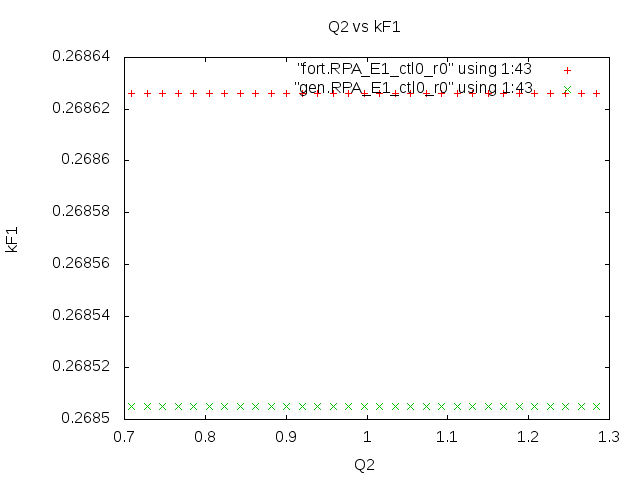 Q2 vs kF1
"fort.RPA_E1_ctl0_r0" using 1:43
"gen.RPA_E1_ctl0_r0" using 1:43
0.26864
0.26862
0.2686
0.26858
0.26856
0.26854
0.26852
0.2685
kF1
0.7 0.8 0.9 1 1.1 1.2 1.3
Q2